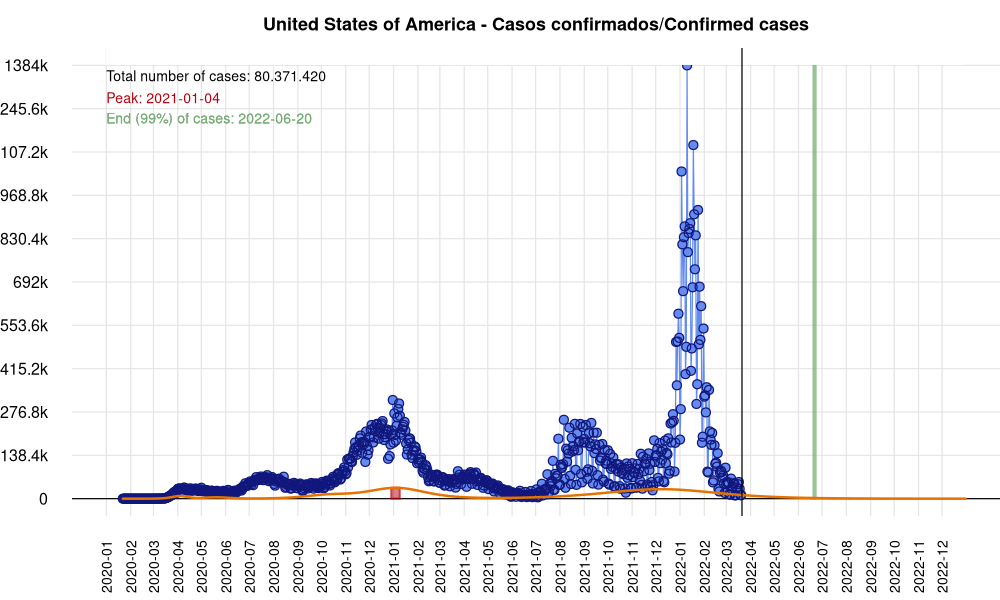 United States of America - Casos confirmados/Confirmed cases
Total number of cases: 80.371.420
Peak: 2021-01-04
End (99%) of cases: 2022-06-20
1384k
245.6k
107.2k
968.8k
830.4k
692k
553.6k
415.2k
276.8k
138.4k
0
2020-01
2020-02
2020-03
2020-04
2020-05
2020-06
2020-07
2020-08
2020-09
2020-10
2020-11
2020-12
2021-01
2021-02
2021-03
2021-04
2021-05
2021-06
2021-07
2021-08
2021-09
2021-10
2021-11
2021-12
2022-01
2022-02
2022-03
2022-04
2022-05
2022-06
2022-07
2022-08
2022-09
2022-10
2022-11
2022-12